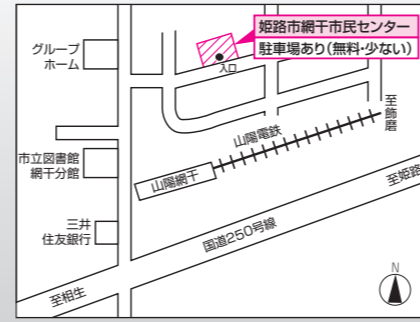 姫路市網干市民センター
駐車場あり(無料・少ない)
グループ
ホーム
入口
至飾磨
山陽電鉄
市立図書館
網干分館
山陽網干
至姫路
三井
住友銀行
国道250号線
至相生
N